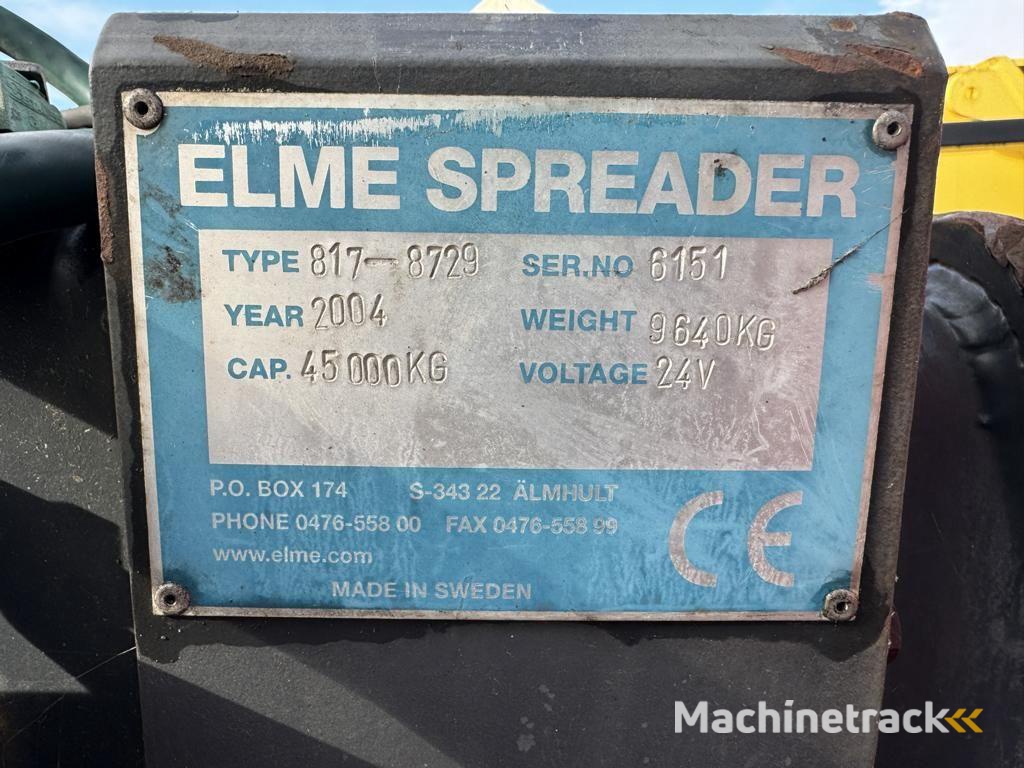 ELME SPREADER
TYPE 817-8729 SER.NO 6151
YEAR 2004 WEIGHT 9640KG
CAP. 45000KG VOLTAGE 24V
P.O. BOX 174 S-343 22 ÄLMHULT
PHONE 0476-558 00 FAX 0476-558 99
www.elme.com
MADE IN SWEDEN
CE
Machinetrack